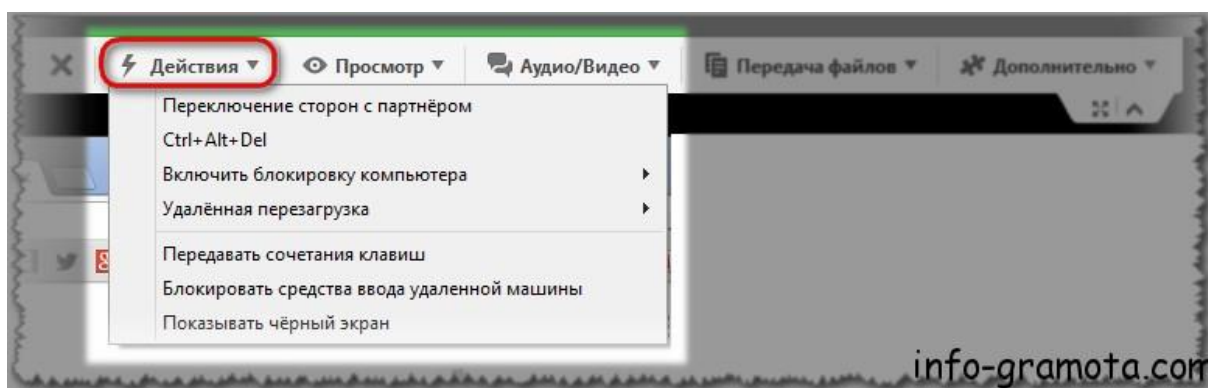 Действия Просмотр Аудио/Видео Передача файлов Дополнительно
Переключение сторон с партнёром
Ctrl+Alt+Del
Включить блокировку компьютера
Удалённая перезагрузка
Передавать сочетания клавиш
Блокировать средства ввода удаленной машины
Показывать чёрный экран
info-gramota.com